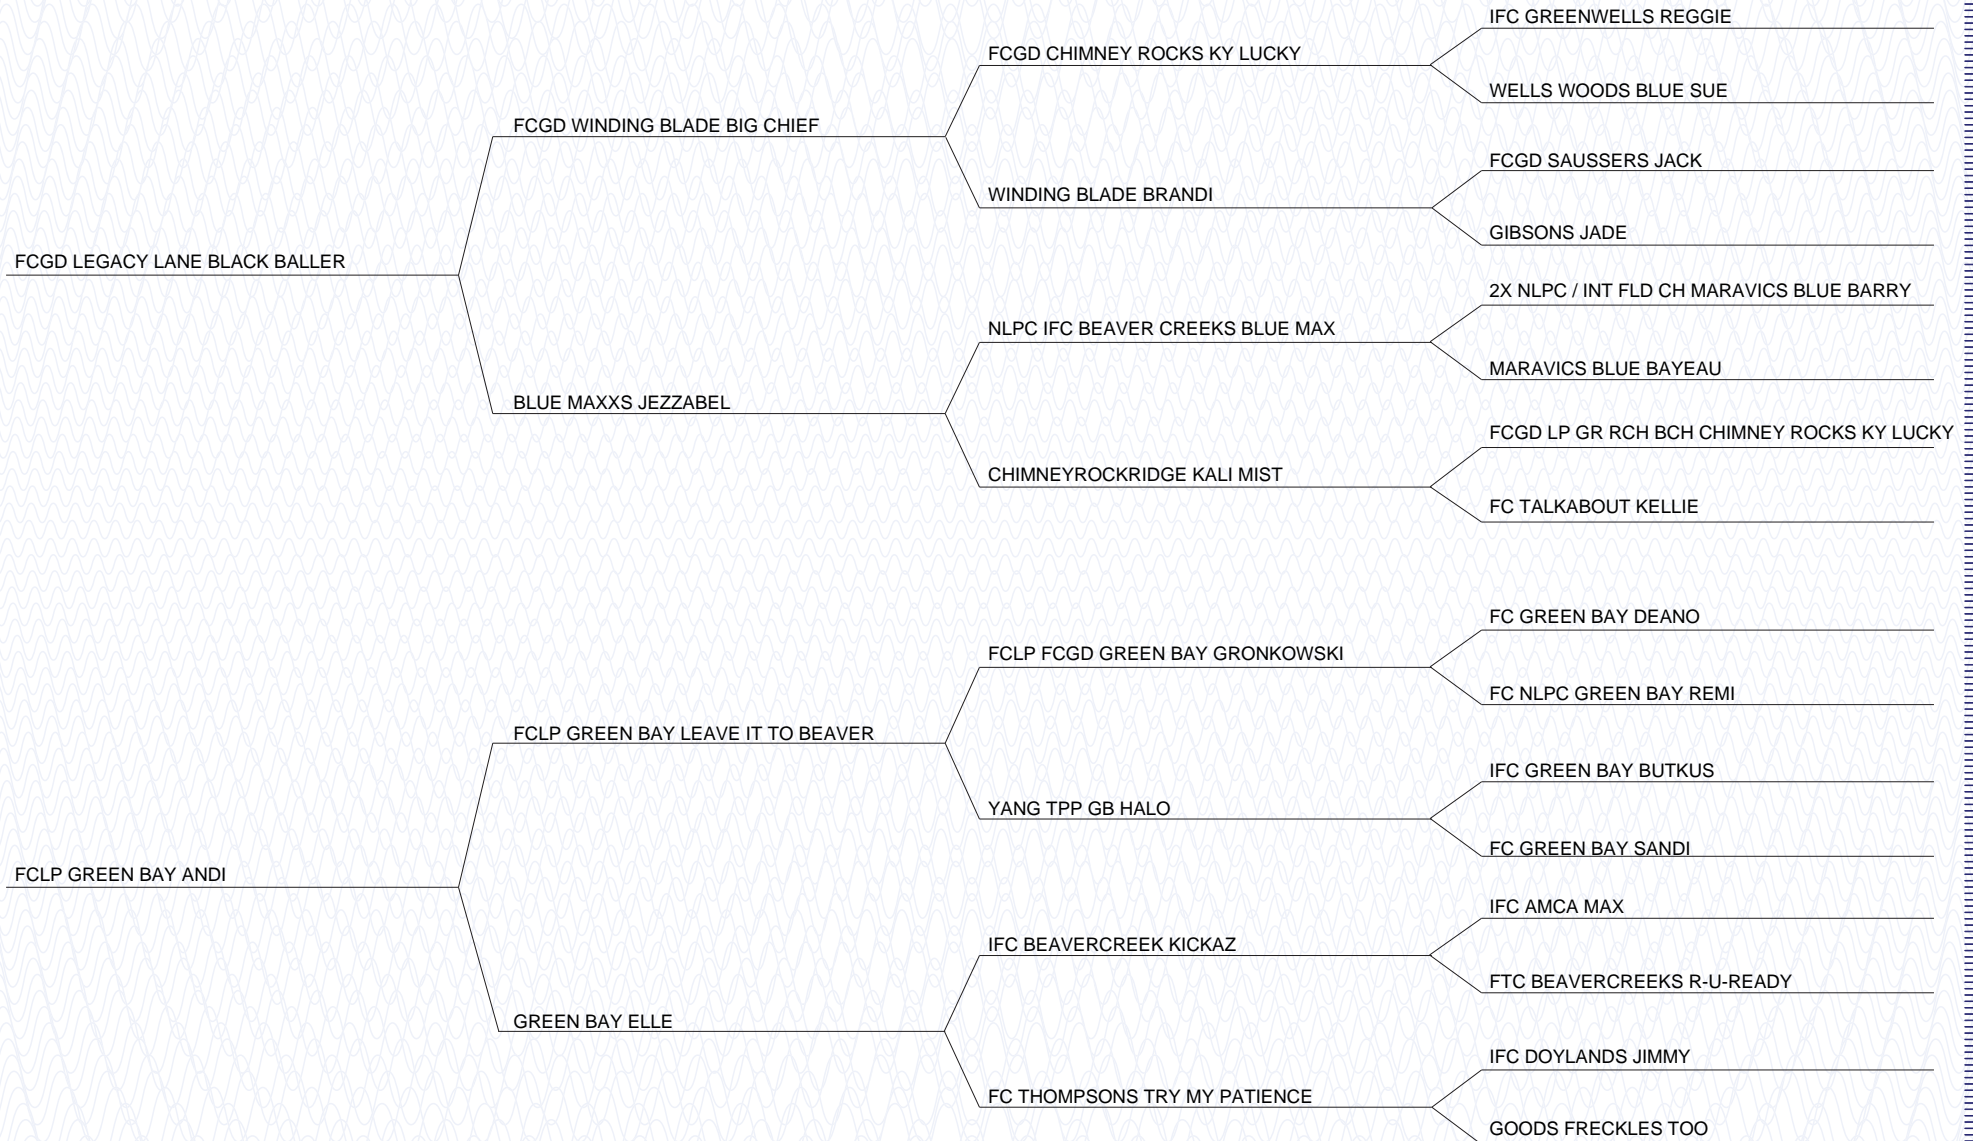 IFC GREENWELLS REGGIE
FCGD CHIMNEY ROCKS KY LUCKY
WELLS WOODS BLUE SUE
FCGD WINDING BLADE BIG CHIEF
FCGD SAUSSERS JACK
WINDING BLADE BRANDI
GIBSONS JADE
FCGD LEGACY LANE BLACK BALLER
2X NLPC / INT FLD CH MARAVICS BLUE BARRY
NLPC IFC BEAVER CREEKS BLUE MAX
MARAVICS BLUE BAYEAU
BLUE MAXXS JEZZABEL
FCGD LP GR RCH BCH CHIMNEY ROCKS KY LUCKY
CHIMNEYROCKRIDGE KALI MIST
FC TALKABOUT KELLIE
FC GREEN BAY DEANO
FCLP FCGD GREEN BAY GRONKOWSKI
FC NLPC GREEN BAY REMI
FCLP GREEN BAY LEAVE IT TO BEAVER
IFC GREEN BAY BUTKUS
YANG TPP GB HALO
FC GREEN BAY SANDI
FCLP GREEN BAY ANDI
IFC AMCA MAX
IFC BEAVERCREEK KICKAZ
FTC BEAVERCREEKS R-U-READY
GREEN BAY ELLE
IFC DOYLANDS JIMMY
FC THOMPSONS TRY MY PATIENCE
GOODS FRECKLES TOO